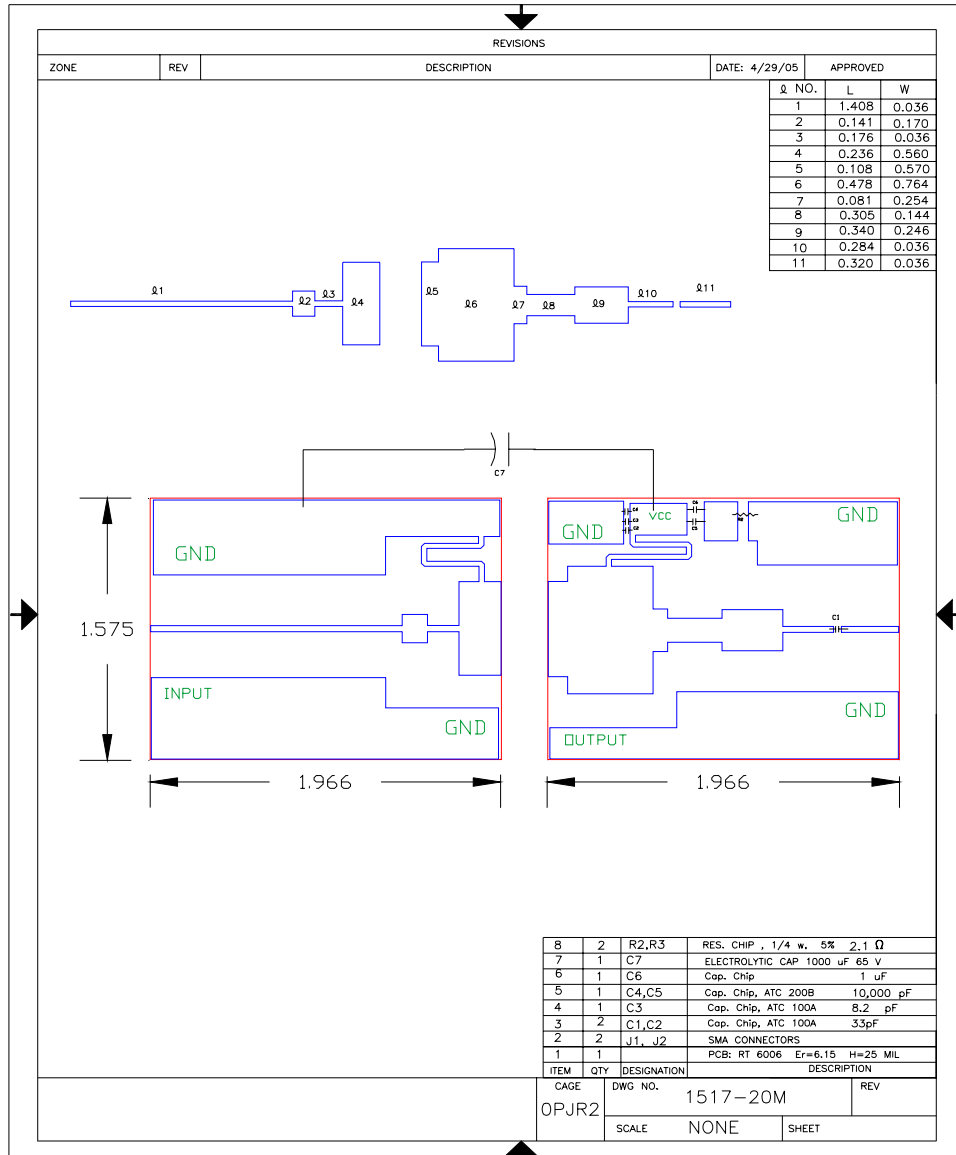 REVISIONS
ZONE REV DESCRIPTION DATE: 4/29/05 APPROVED
ℓ NO. L W
1 1.408 0.036
2 0.141 0.170
3 0.176 0.036
4 0.236 0.560
5 0.108 0.570
6 0.478 0.764
7 0.081 0.254
8 0.305 0.144
9 0.340 0.246
10 0.284 0.036
11 0.320 0.036
ℓ1 ℓ2 ℓ3 ℓ4 ℓ5 ℓ6 ℓ7 ℓ8 ℓ9 ℓ10 ℓ11
C7
GND
INPUT
GND
1.575
1.966
GND
VCC
GND
C1
OUTPUT
GND
1.966
8 2 R2,R3 RES. CHIP , 1/4 w. 5% 2.1 Ω
7 1 C7 ELECTROLYTIC CAP 1000 uF 65 V
6 1 C6 Cap. Chip 1 uF
5 1 C4,C5 Cap. Chip, ATC 200B 10,000 pF
4 1 C3 Cap. Chip, ATC 100A 8.2 pF
3 2 C1,C2 Cap. Chip, ATC 100A 33pF
2 2 J1, J2 SMA CONNECTORS
1 1 PCB: RT 6006 Er=6.15 H=25 MIL
ITEM QTY DESIGNATION DESCRIPTION
CAGE DWG NO. REV
0PJR2 1517-20M
SCALE NONE SHEET